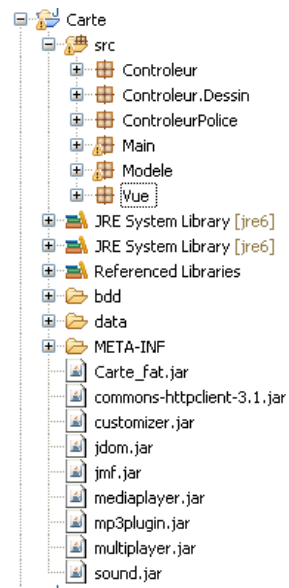 Carte
src
Controleur
Controleur.Dessin
ControleurPolice
Main
Modele
Vue
JRE System Library [jre6]
JRE System Library [jre6]
Referenced Libraries
bdd
data
META-INF
Carte_fat.jar
commons-httpclient-3.1.jar
customizer.jar
jdom.jar
jmf.jar
mediaplayer.jar
mp3plugin.jar
multiplayer.jar
sound.jar